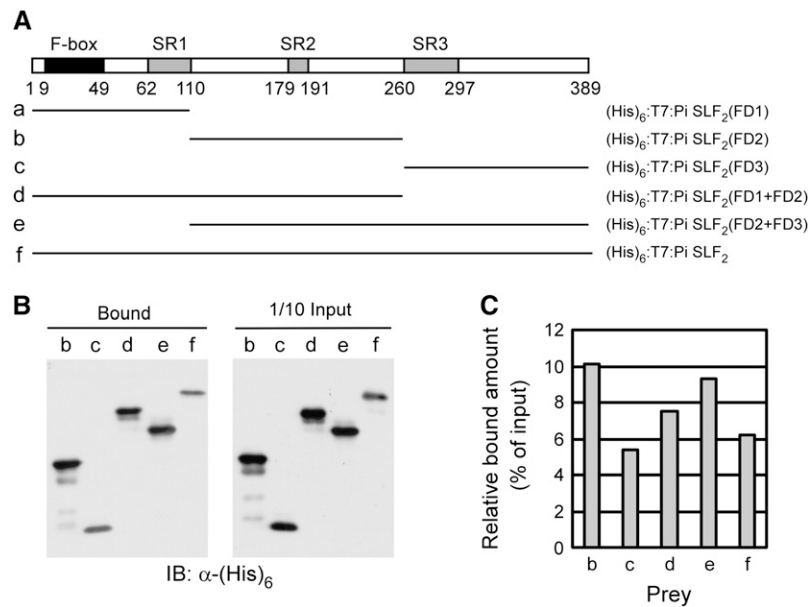 A
F-box SR1 SR2 SR3
1 9 49 62 110 179 191 260 297 389
a (His)6:T7:Pi SLF2(FD1)
b (His)6:T7:Pi SLF2(FD2)
c (His)6:T7:Pi SLF2(FD3)
d (His)6:T7:Pi SLF2(FD1+FD2)
e (His)6:T7:Pi SLF2(FD2+FD3)
f (His)6:T7:Pi SLF2
B
Bound 1/10 Input
b c d e f b c d e f
IB: α-(His)6
C
Relative bound amount
(% of input)
12
10
8
6
4
2
0
b c d e f
Prey